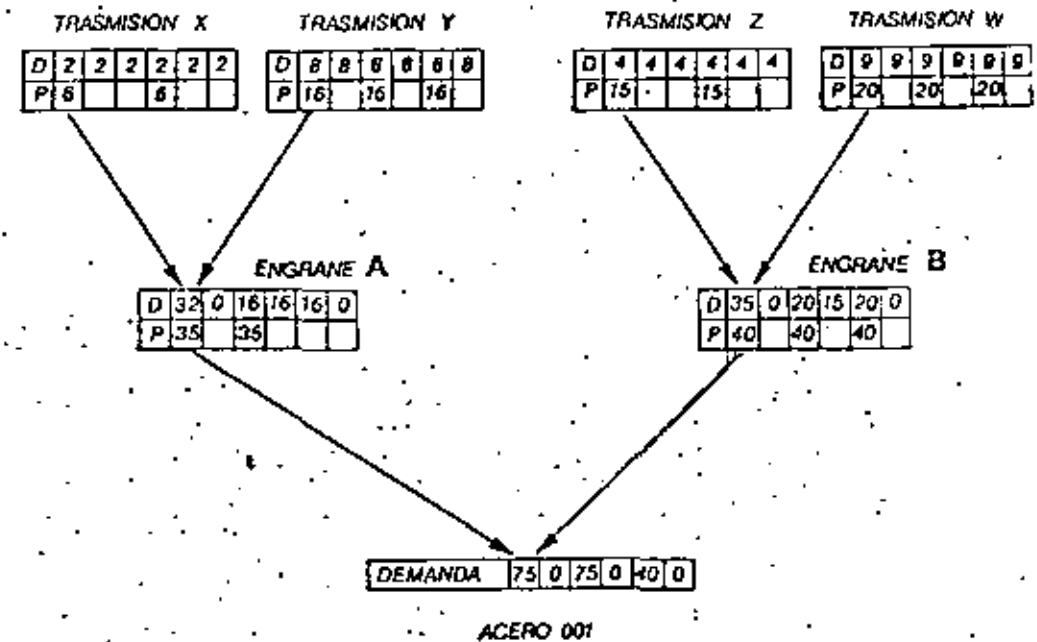 TRASMISION X TRASMISION Y TRASMISION Z TRASMISION W
D 2 2 2 2 2 2 D 8 8 8 8 8 8 D 4 4 4 4 4 4 D 9 9 9 9 9 9
P 6 6 P 16 16 16 P 15 15 P 20 20 20
ENGRANE A ENGRANE B
D 32 0 16 16 16 0 D 35 0 20 15 20 0
P 35 35 P 40 40 40
DEMANDA 75 0 75 0 40 0
ACERO 001